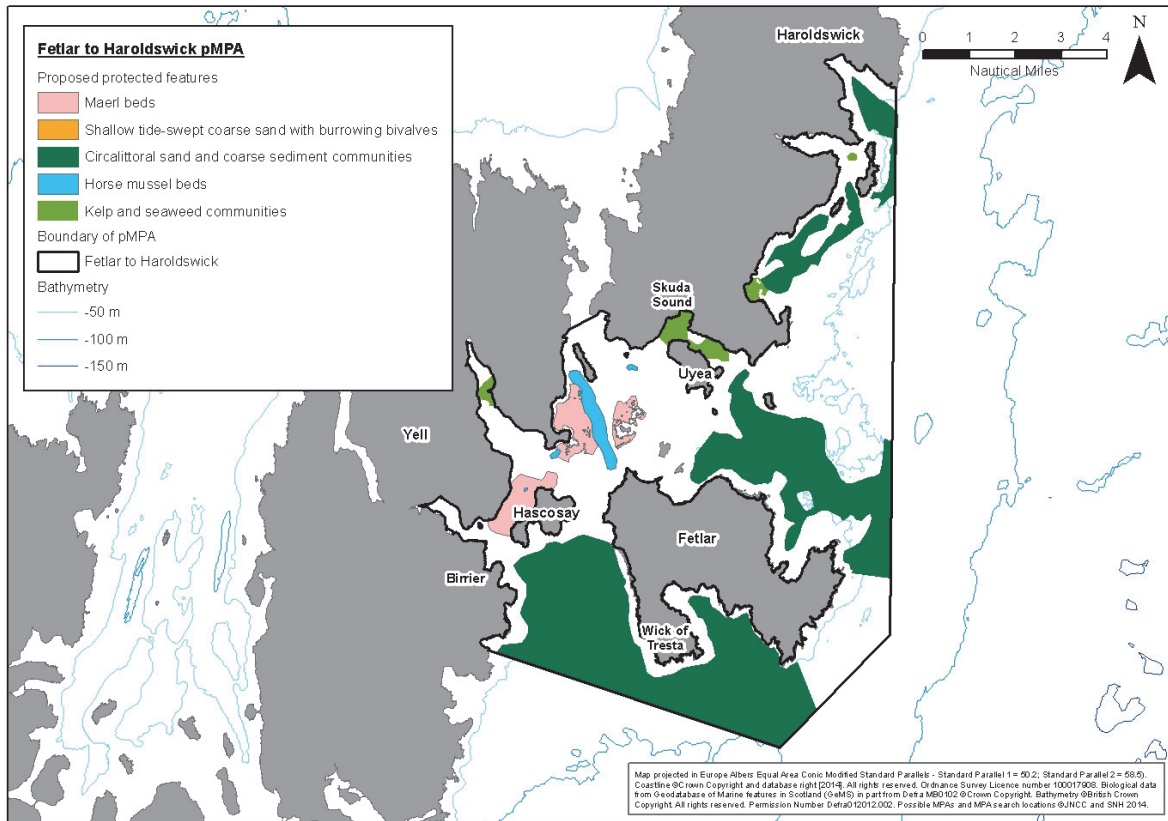 Fetlar to Haroldswick pMPA
Proposed protected features
Maerl beds
Shallow tide-swept coarse sand with burrowing bivalves
Circalittoral sand and coarse sediment communities
Horse mussel beds
Kelp and seaweed communities
Boundary of pMPA
Fetlar to Haroldswick
Bathymetry
-50 m
-100 m
-150 m
Haroldswick
0 1 2 3 4
Nautical Miles
N
Skuda
Sound
Uyea
Yell
Hascosay
Fetlar
Birrier
Wick of
Tresta
Map projected in Europe Albers Equal Area Conic Modified Standard Parallels - Standard Parallel 1 = 50.2; Standard Parallel 2 = 58.5).
Coastline ©Crown Copyright and database right [2014]. All rights reserved. Ordnance Survey Licence number 100017908. Biological data
from Geodatabase of Marine features in Scotland (GeMS) in part from Defra MB0102 ©Crown Copyright. Bathymetry ©British Crown
Copyright. All rights reserved. Permission Number Defra012012.002. Possible MPAs and MPA search locations ©JNCC and SNH 2014.